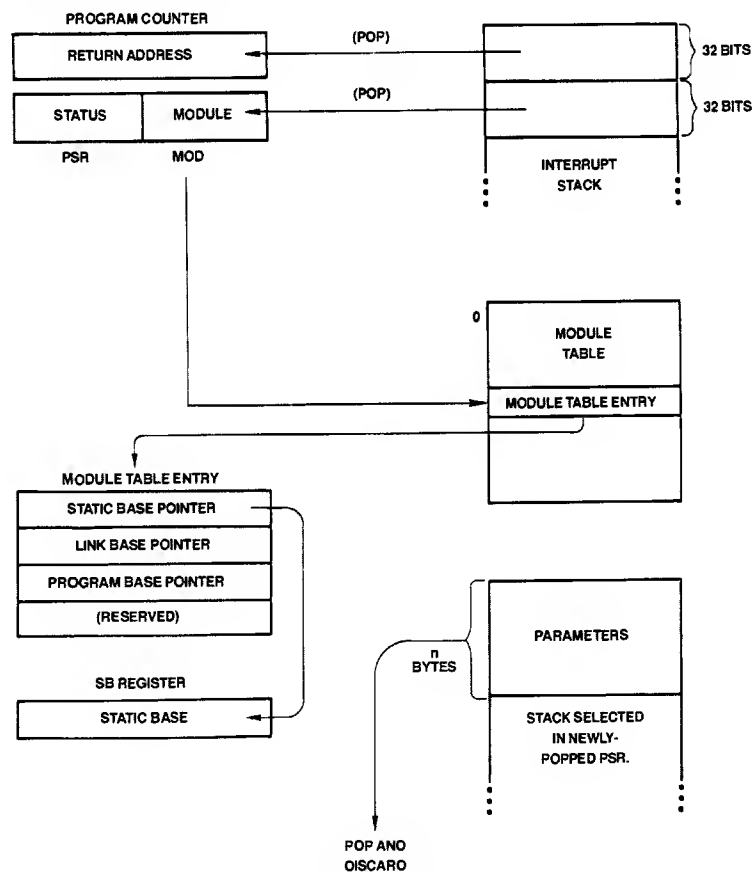 PROGRAM COUNTER
RETURN ADDRESS
(POP)
32 BITS
STATUS
MODULE
(POP)
32 BITS
PSR
MOD
INTERRUPT
STACK
0
MODULE
TABLE
MODULE TABLE ENTRY
MODULE TABLE ENTRY
STATIC BASE POINTER
LINK BASE POINTER
PROGRAM BASE POINTER
(RESERVED)
n
BYTES
PARAMETERS
SB REGISTER
STATIC BASE
STACK SELECTED
IN NEWLY-
POPPED PSR.
POP ANO
OISCARO